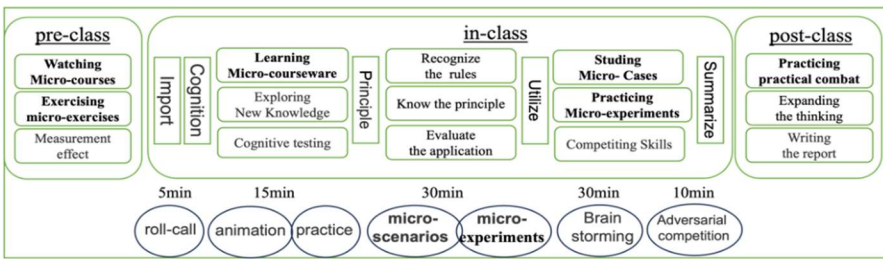 pre-class
Watching
Micro-courses
Exercising
micro-exercises
Measurement
effect
in-class
Import
Cognition
Learning
Micro-courseware
Exploring
New Knowledge
Cognitive testing
Principle
Recognize
the rules
Know the principle
Evaluate
the application
Utilize
Studing
Micro- Cases
Practicing
Micro-experiments
Competiting Skills
Summarize
post-class
Practicing
practical combat
Expanding
the thinking
Writing
the report
5min
15min
30min
30min
10min
roll-call
animation
practice
micro-
scenarios
micro-
experiments
Brain
storming
Adversarial
competition